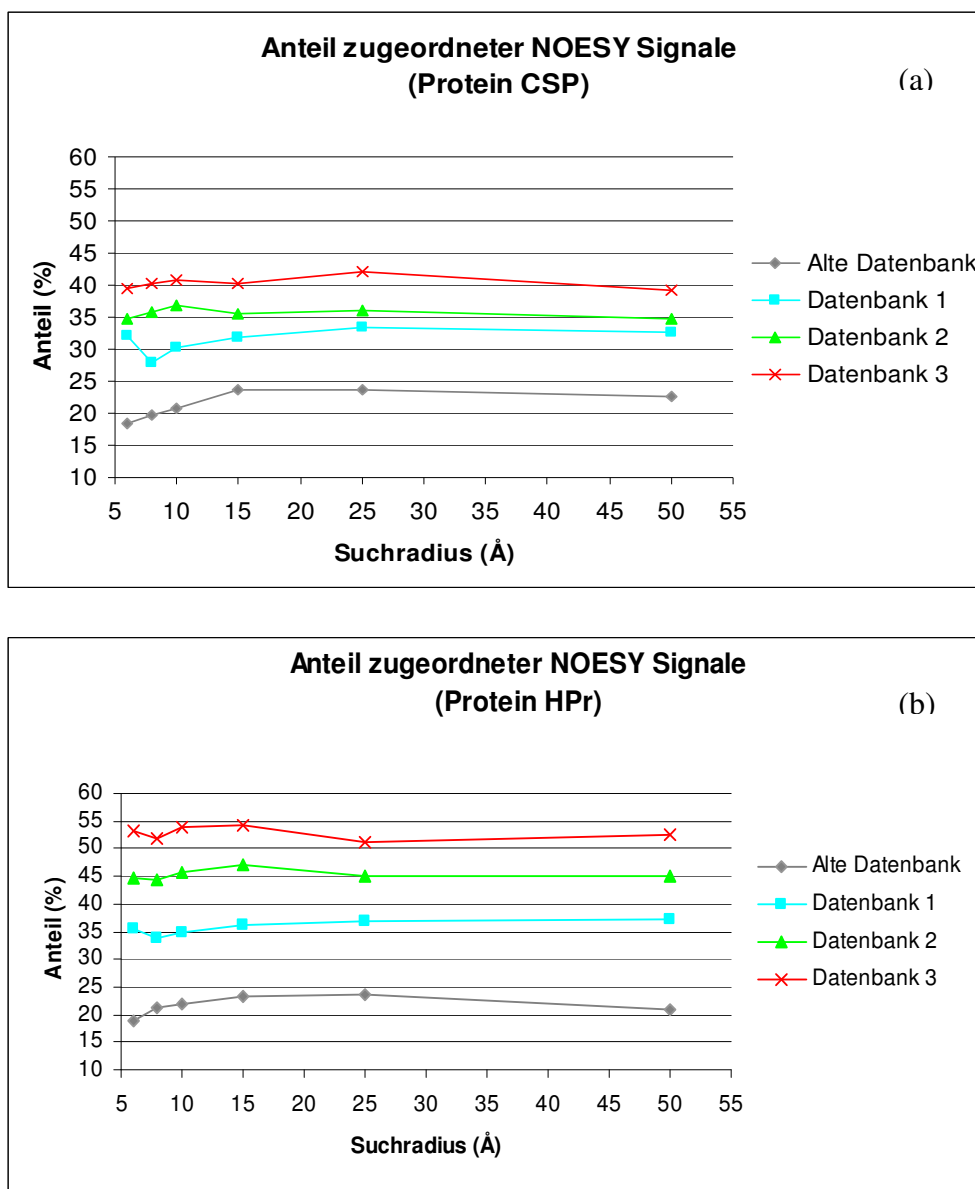 Anteil zugeordneter NOESY Signale
(Protein CSP)
(a)
60
55
50
45
40
35
30
25
20
15
10
Anteil (%)
5 10 15 20 25 30 35 40 45 50 55
Suchradius (Å)
Alte Datenbank
Datenbank 1
Datenbank 2
Datenbank 3
Anteil zugeordneter NOESY Signale
(Protein HPr)
(b)
60
55
50
45
40
35
30
25
20
15
10
Anteil (%)
5 10 15 20 25 30 35 40 45 50 55
Suchradius (Å)
Alte Datenbank
Datenbank 1
Datenbank 2
Datenbank 3